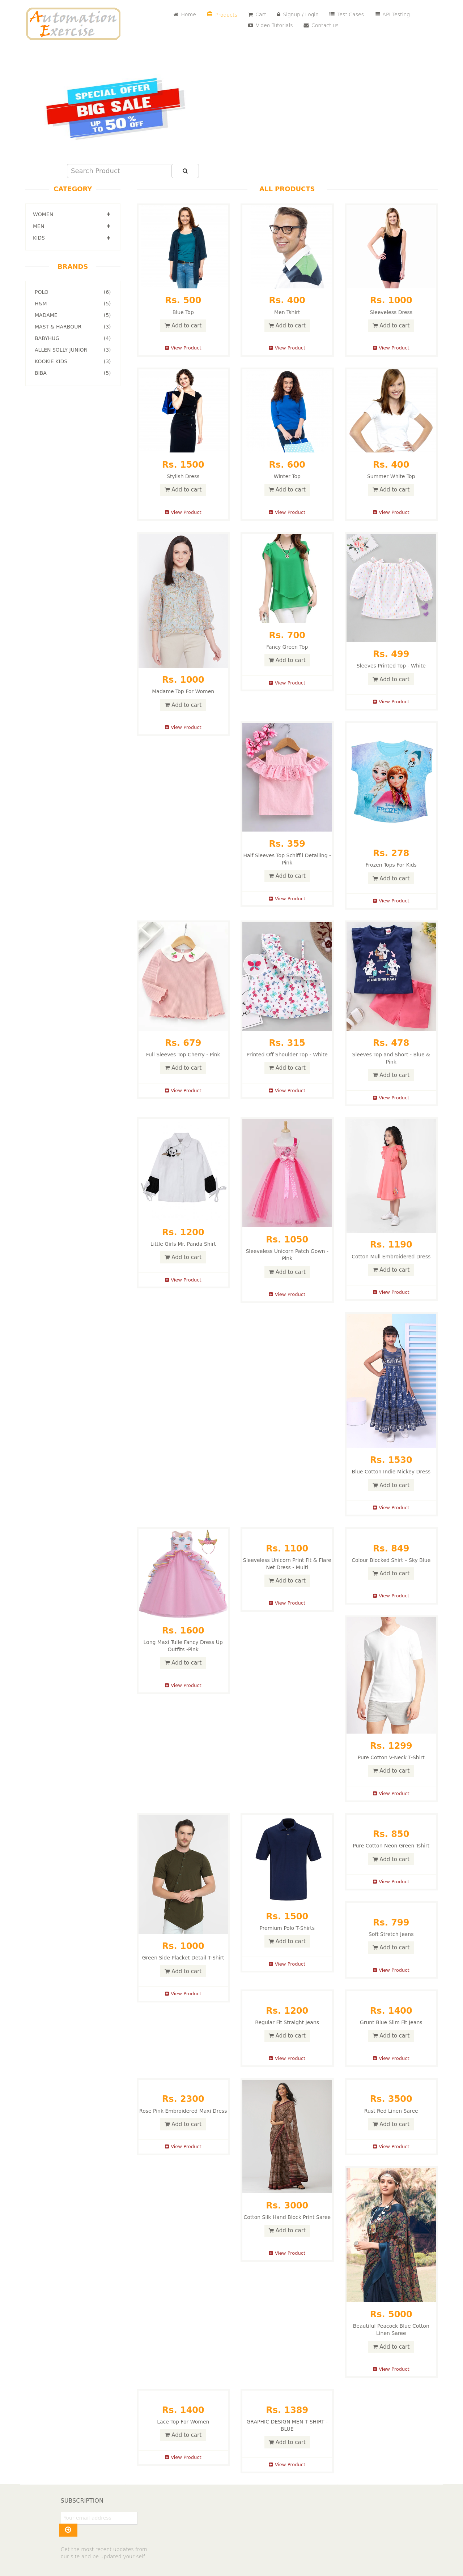 Automation
Exercise
Home
Products
Cart
Signup / Login
Test Cases
API Testing
Video Tutorials
Contact us
SPECIAL OFFER
BIG SALE
UP TO 50% OFF
Search Product
CATEGORY
WOMEN
MEN
KIDS
BRANDS
POLO (6)
H&M (5)
MADAME (5)
MAST & HARBOUR (3)
BABYHUG (4)
ALLEN SOLLY JUNIOR (3)
KOOKIE KIDS (3)
BIBA (5)
ALL PRODUCTS
Rs. 500
Blue Top
Add to cart
View Product
Rs. 400
Men Tshirt
Add to cart
View Product
Rs. 1000
Sleeveless Dress
Add to cart
View Product
Rs. 1500
Stylish Dress
Add to cart
View Product
Rs. 600
Winter Top
Add to cart
View Product
Rs. 400
Summer White Top
Add to cart
View Product
Rs. 1000
Madame Top For Women
Add to cart
View Product
Rs. 700
Fancy Green Top
Add to cart
View Product
Rs. 499
Sleeves Printed Top - White
Add to cart
View Product
Rs. 359
Half Sleeves Top Schiffli Detailing -
Pink
Add to cart
View Product
FROZEN
Rs. 278
Frozen Tops For Kids
Add to cart
View Product
Rs. 679
Full Sleeves Top Cherry - Pink
Add to cart
View Product
Rs. 315
Printed Off Shoulder Top - White
Add to cart
View Product
Rs. 478
Sleeves Top and Short - Blue &
Pink
Add to cart
View Product
Rs. 1200
Little Girls Mr. Panda Shirt
Add to cart
View Product
Rs. 1050
Sleeveless Unicorn Patch Gown -
Pink
Add to cart
View Product
Rs. 1190
Cotton Mull Embroidered Dress
Add to cart
View Product
Rs. 1530
Blue Cotton Indie Mickey Dress
Add to cart
View Product
Rs. 1600
Long Maxi Tulle Fancy Dress Up
Outfits -Pink
Add to cart
View Product
Rs. 1100
Sleeveless Unicorn Print Fit & Flare
Net Dress - Multi
Add to cart
View Product
Rs. 849
Colour Blocked Shirt – Sky Blue
Add to cart
View Product
Rs. 1299
Pure Cotton V-Neck T-Shirt
Add to cart
View Product
Rs. 1000
Green Side Placket Detail T-Shirt
Add to cart
View Product
Rs. 1500
Premium Polo T-Shirts
Add to cart
View Product
Rs. 850
Pure Cotton Neon Green Tshirt
Add to cart
View Product
Rs. 799
Soft Stretch Jeans
Add to cart
View Product
Rs. 1200
Regular Fit Straight Jeans
Add to cart
View Product
Rs. 1400
Grunt Blue Slim Fit Jeans
Add to cart
View Product
Rs. 2300
Rose Pink Embroidered Maxi Dress
Add to cart
View Product
Rs. 3000
Cotton Silk Hand Block Print Saree
Add to cart
View Product
Rs. 3500
Rust Red Linen Saree
Add to cart
View Product
Rs. 5000
Beautiful Peacock Blue Cotton
Linen Saree
Add to cart
View Product
Rs. 1400
Lace Top For Women
Add to cart
View Product
Rs. 1389
GRAPHIC DESIGN MEN T SHIRT -
BLUE
Add to cart
View Product
SUBSCRIPTION
Your email address
Get the most recent updates from
our site and be updated your self...